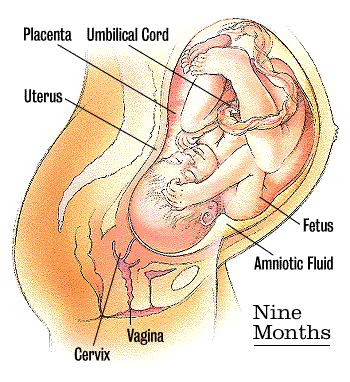 Placenta
Umbilical Cord
Uterus
Fetus
Amniotic Fluid
Nine
Months
Vagina
Cervix